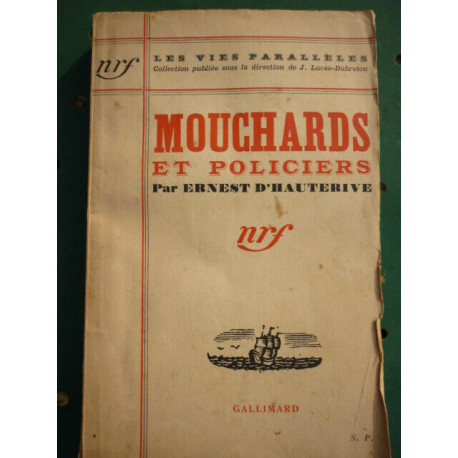 nrf
LES VIES PARALLÈLES
Collection publiée sous la direction de J. Lucas-Dubreton
MOUCHARDS
ET POLICIERS
Par ERNEST D'HAUTERIVE
nrf
GALLIMARD
S. P.